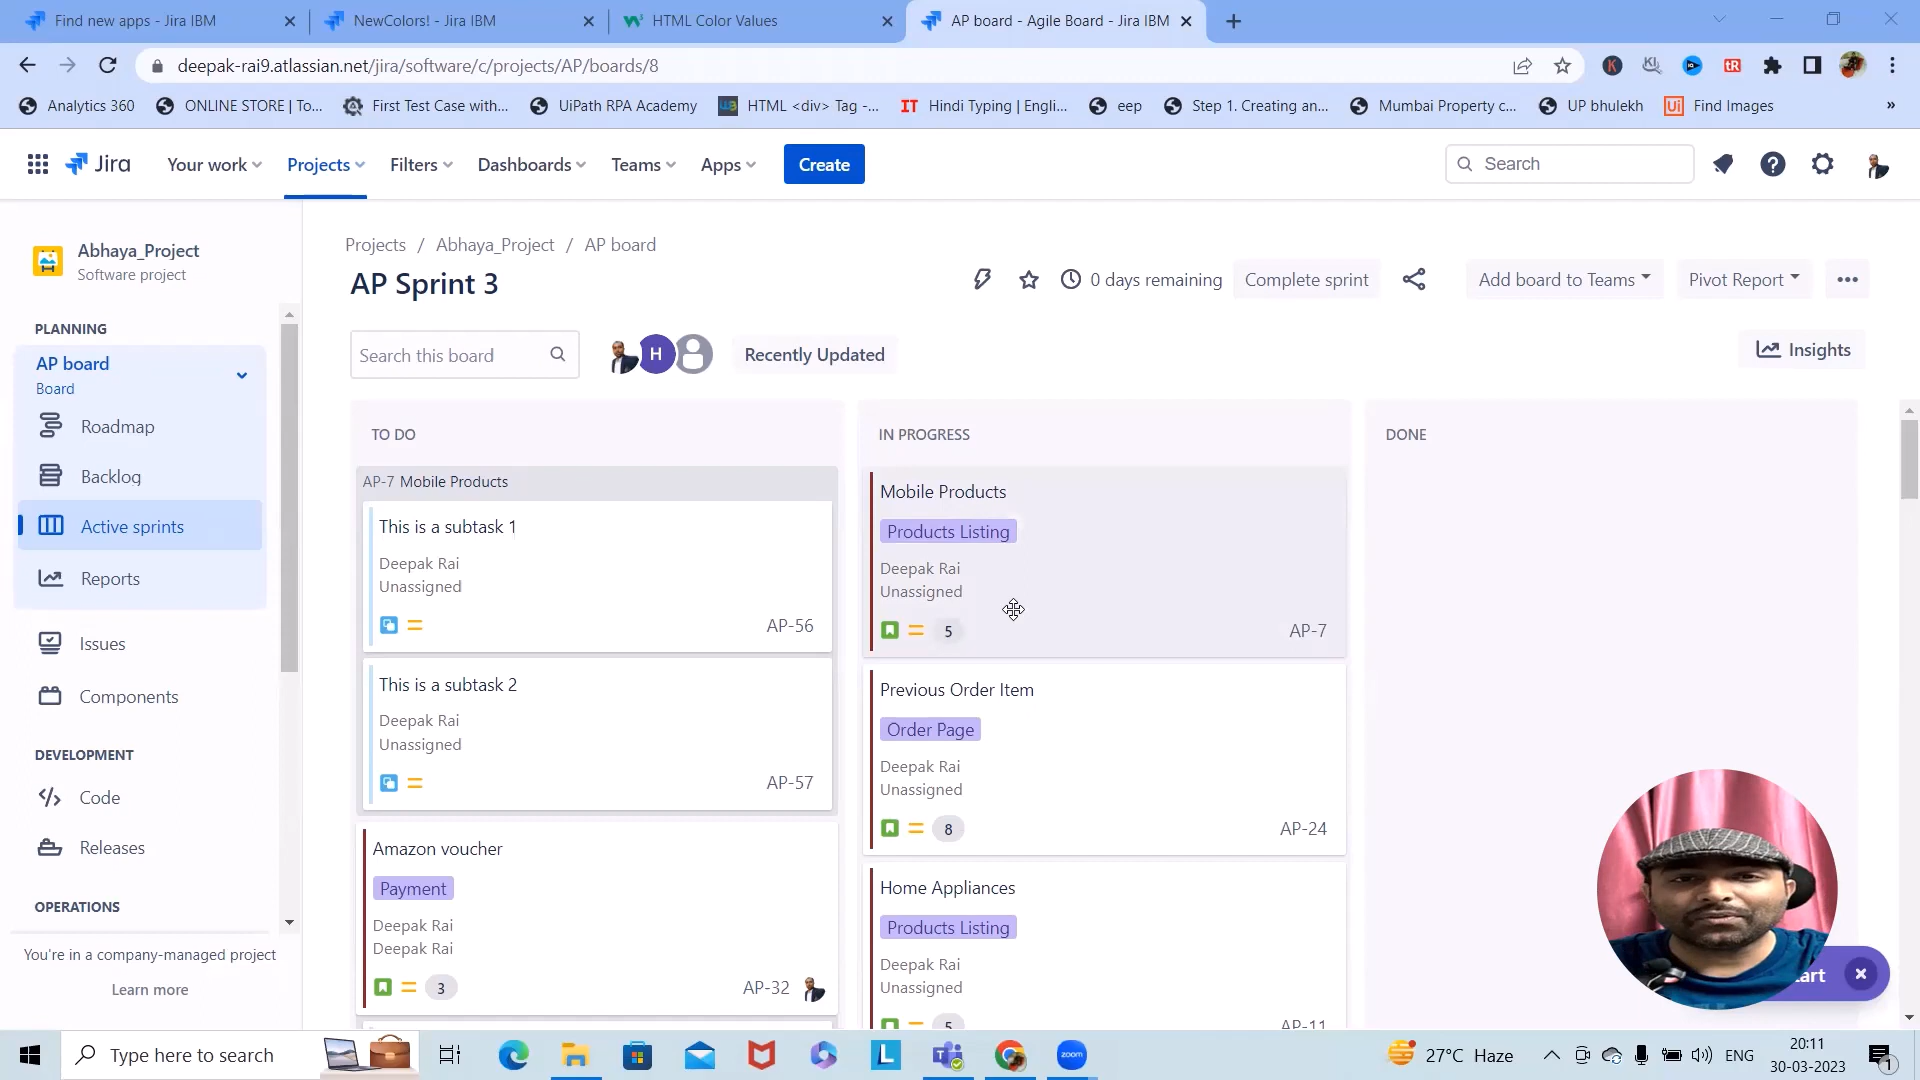 Find new apps - Jira IBM
NewColors! - Jira IBM
HTML Color Values
AP board - Agile Board - Jira IBM
deepak-rai9.atlassian.net/jira/software/c/projects/AP/boards/8
Analytics 360
ONLINE STORE | To...
First Test Case with...
UiPath RPA Academy
HTML <div> Tag -...
IT Hindi Typing | Engli...
eep
Step 1. Creating an...
Mumbai Property c...
UP bhulekh
Ui Find Images
»
Jira
Your work
Projects
Filters
Dashboards
Teams
Apps
Create
Search
Abhaya_Project
Software project
PLANNING
AP board
Board
Roadmap
Backlog
Active sprints
Reports
Issues
Components
DEVELOPMENT
Code
Releases
OPERATIONS
You're in a company-managed project
Learn more
Projects / Abhaya_Project / AP board
AP Sprint 3
0 days remaining
Complete sprint
Add board to Teams
Pivot Report
Search this board
H
Recently Updated
Insights
TO DO
AP-7 Mobile Products
This is a subtask 1
Deepak Rai
Unassigned
AP-56
This is a subtask 2
Deepak Rai
Unassigned
AP-57
Amazon voucher
Payment
Deepak Rai
Deepak Rai
3
AP-32
IN PROGRESS
Mobile Products
Products Listing
Deepak Rai
Unassigned
5
AP-7
Previous Order Item
Order Page
Deepak Rai
Unassigned
8
AP-24
Home Appliances
Products Listing
Deepak Rai
Unassigned
5
AP-11
DONE
Type here to search
L
zoom
27°C Haze
ENG
20:11
30-03-2023
1